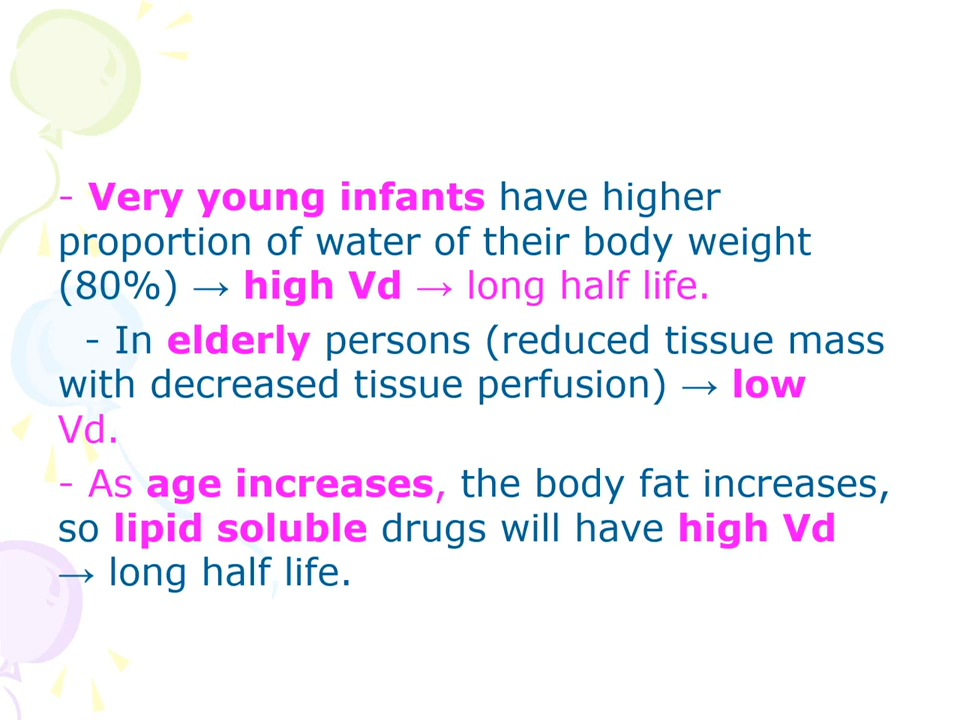 - Very young infants have higher
proportion of water of their body weight
(80%) → high Vd → long half life.
- In elderly persons (reduced tissue mass
with decreased tissue perfusion) → low
Vd.
- As age increases, the body fat increases,
so lipid soluble drugs will have high Vd
→ long half life.